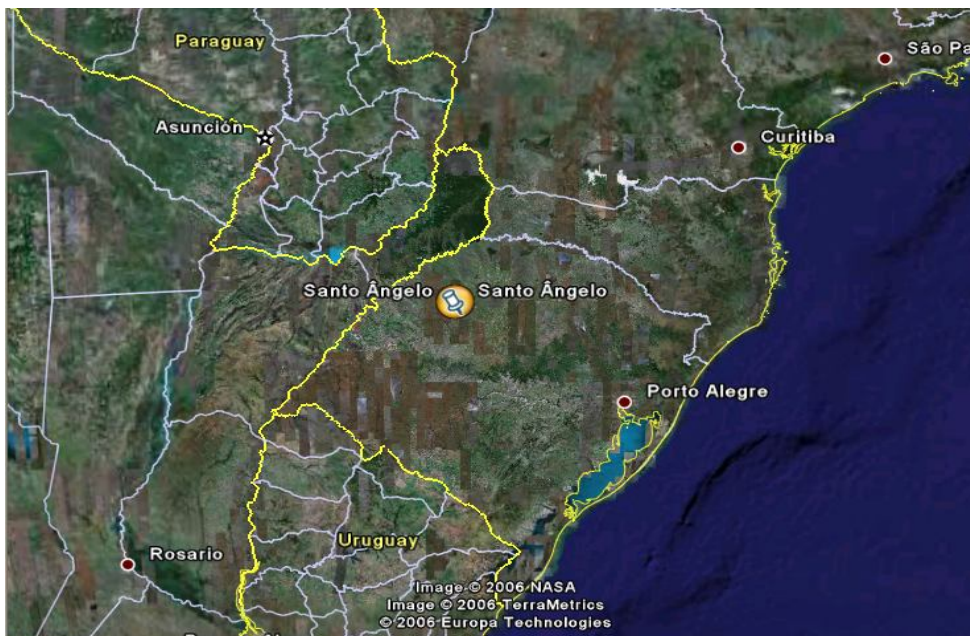 Paraguay
São Pa
Asunción
Curitiba
Santo Ângelo Santo Ângelo
Porto Alegre
Rosario
Uruguay
Image © 2006 NASA
Image © 2006 TerraMetrics
© 2006 Europa Technologies